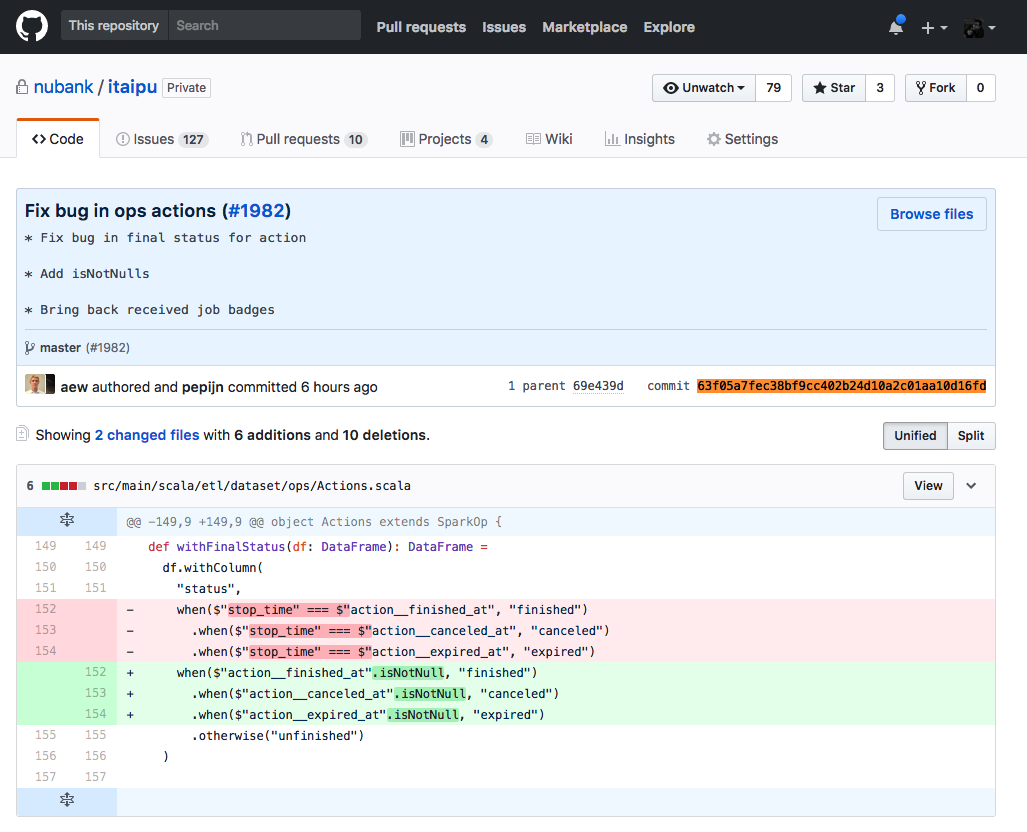 This repository Search Pull requests Issues Marketplace Explore
nubank / itaipu Private Unwatch 79 Star 3 Fork 0
Code Issues 127 Pull requests 10 Projects 4 Wiki Insights Settings
Fix bug in ops actions (#1982) Browse files
* Fix bug in final status for action
* Add isNotNulls
* Bring back received job badges
master (#1982)
aew authored and pepijn committed 6 hours ago 1 parent 69e439d commit 63f05a7fec38bf9cc402b24d10a2c01aa10d16fd
Showing 2 changed files with 6 additions and 10 deletions. Unified Split
6 src/main/scala/etl/dataset/ops/Actions.scala View
@@ -149,9 +149,9 @@ object Actions extends SparkOp {
149 149 def withFinalStatus(df: DataFrame): DataFrame =
150 150 df.withColumn(
151 151 "status",
152 - when($"stop_time" === $"action__finished_at", "finished")
153 - .when($"stop_time" === $"action__canceled_at", "canceled")
154 - .when($"stop_time" === $"action__expired_at", "expired")
152 + when($"action__finished_at".isNotNull, "finished")
153 + .when($"action__canceled_at".isNotNull, "canceled")
154 + .when($"action__expired_at".isNotNull, "expired")
155 155 .otherwise("unfinished")
156 156 )
157 157